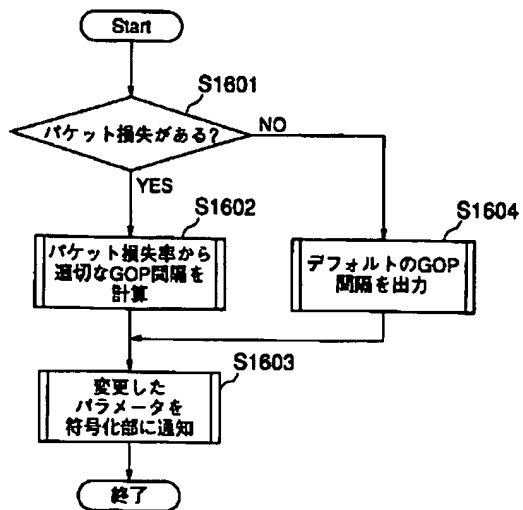 Start
S1601
パケット損失がある?
NO
YES
S1602
パケット損失率から
適切なGOP間隔を
計算
S1604
デフォルトのGOP
間隔を出力
S1603
変更した
パラメータを
符号化部に通知
終了